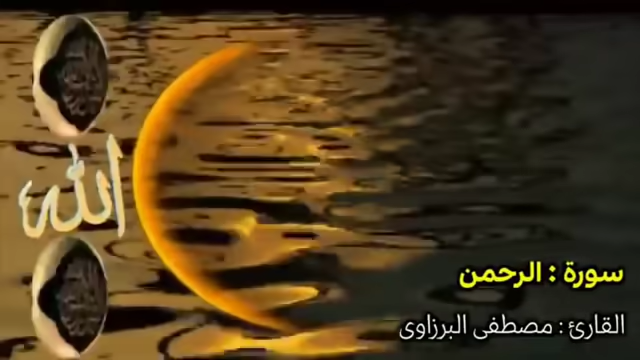 الله
سورة : الرحمن
القارئ : مصطفى البرزاوى